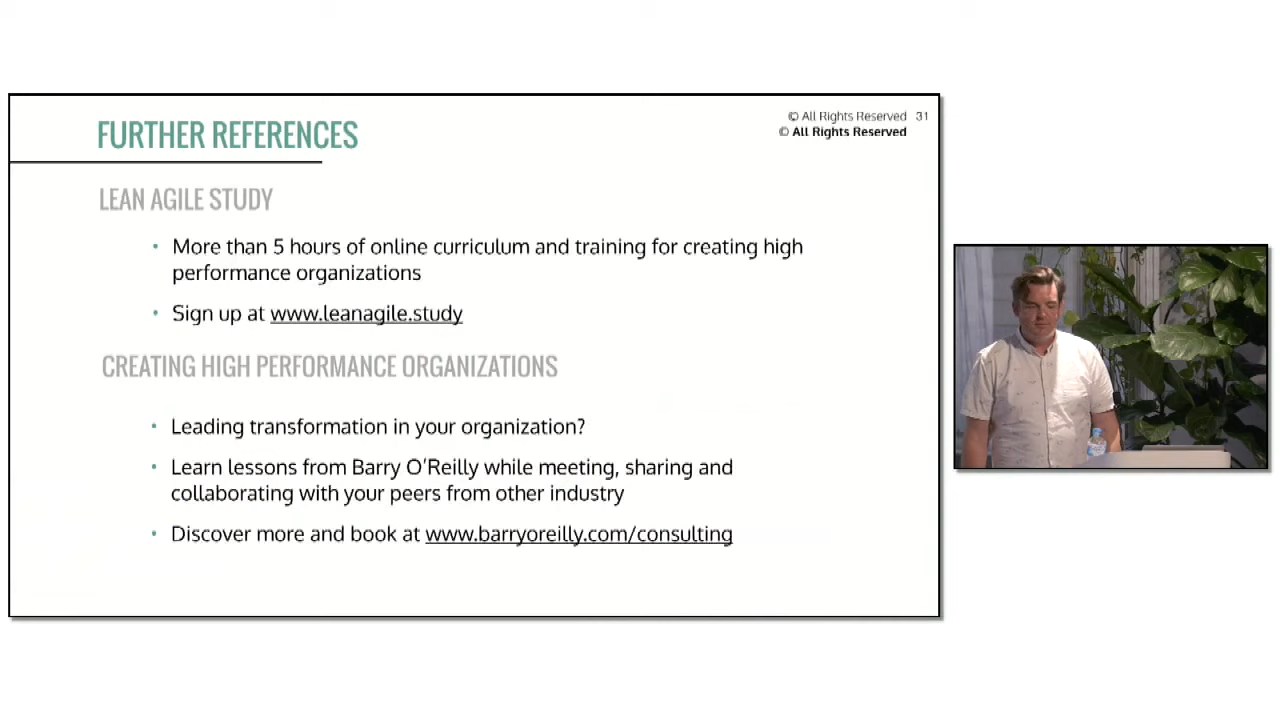 FURTHER REFERENCES
© All Rights Reserved 31
© All Rights Reserved
LEAN AGILE STUDY
• More than 5 hours of online curriculum and training for creating high
performance organizations
• Sign up at www.leanagile.study
CREATING HIGH PERFORMANCE ORGANIZATIONS
• Leading transformation in your organization?
• Learn lessons from Barry O'Reilly while meeting, sharing and
collaborating with your peers from other industry
• Discover more and book at www.barryoreilly.com/consulting